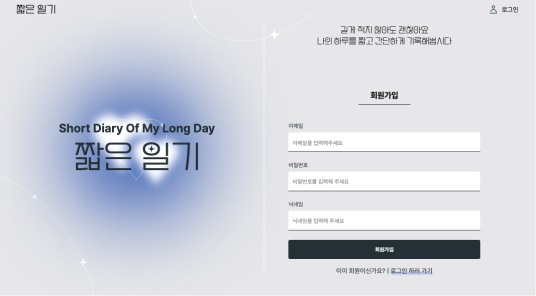 짧은 일기
로그인
길게 적지 않아도 괜찮아요
나의 하루를 짧고 간단하게 기록해봅시다
Short Diary Of My Long Day
짧은 일기
회원가입
이메일
이메일을 입력해주세요
비밀번호
비밀번호를 입력해 주세요
닉네임
닉네임을 입력해 주세요
회원가입
이미 회원이신가요? | 로그인 하러 가기